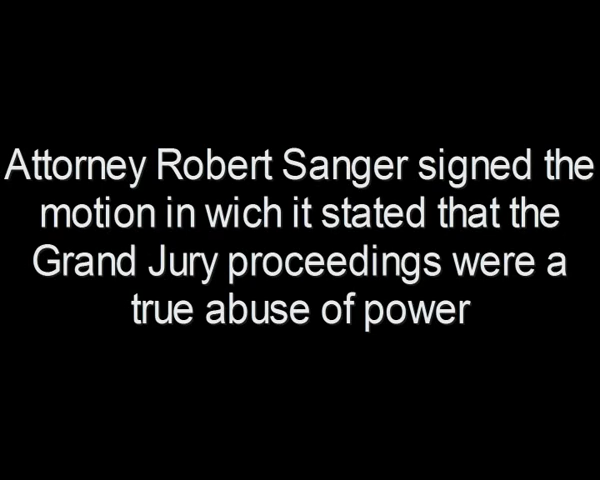 Attorney Robert Sanger signed the
motion in wich it stated that the
Grand Jury proceedings were a
true abuse of power